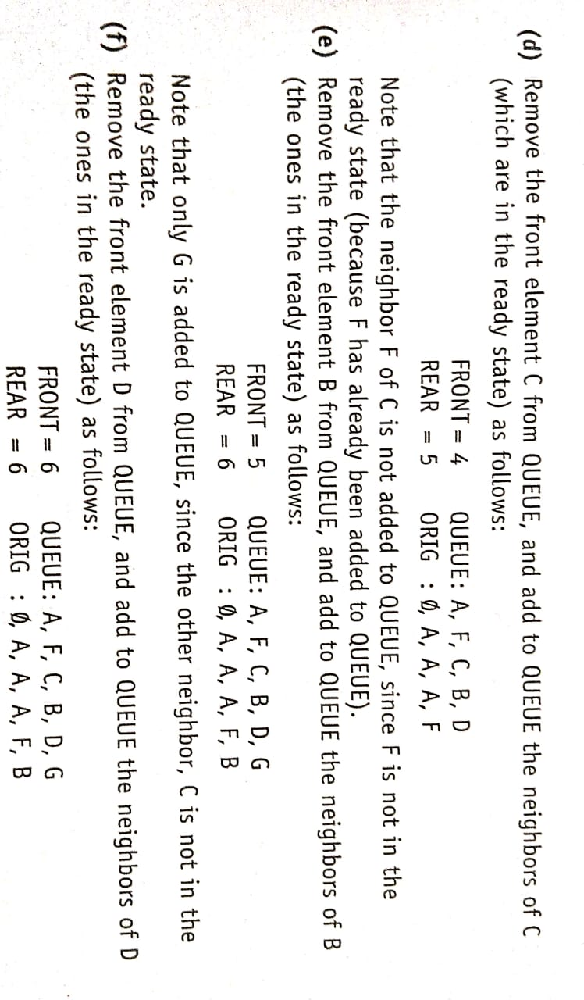 (d) Remove the front element C from QUEUE, and add to QUEUE the neighbors of C
(which are in the ready state) as follows:
FRONT = 4 QUEUE: A, F, C, B, D
REAR = 5 ORIG : Ø, A, A, A, F
Note that the neighbor F of C is not added to QUEUE, since F is not in the
ready state (because F has already been added to QUEUE).
(e) Remove the front element B from QUEUE, and add to QUEUE the neighbors of B
(the ones in the ready state) as follows:
FRONT = 5 QUEUE: A, F, C, B, D, G
REAR = 6 ORIG : Ø, A, A, A, F, B
Note that only G is added to QUEUE, since the other neighbor, C is not in the
ready state.
(f) Remove the front element D from QUEUE, and add to QUEUE the neighbors of D
(the ones in the ready state) as follows:
FRONT = 6 QUEUE: A, F, C, B, D, G
REAR = 6 ORIG : Ø, A, A, A, F, B